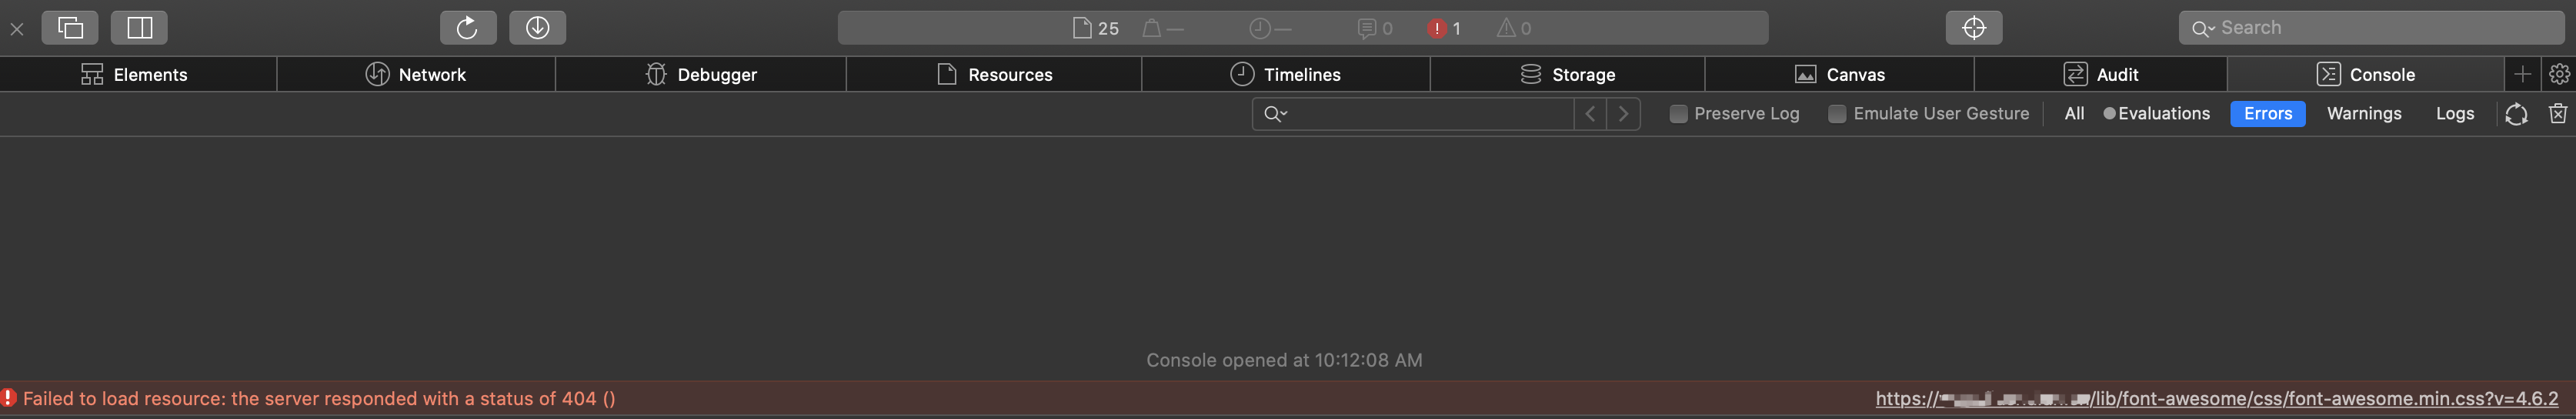 25 — — 0 1 0 Search
Elements Network Debugger Resources Timelines Storage Canvas Audit Console
Preserve Log Emulate User Gesture All Evaluations Errors Warnings Logs
Console opened at 10:12:08 AM
Failed to load resource: the server responded with a status of 404 () https:// /lib/font-awesome/css/font-awesome.min.css?v=4.6.2